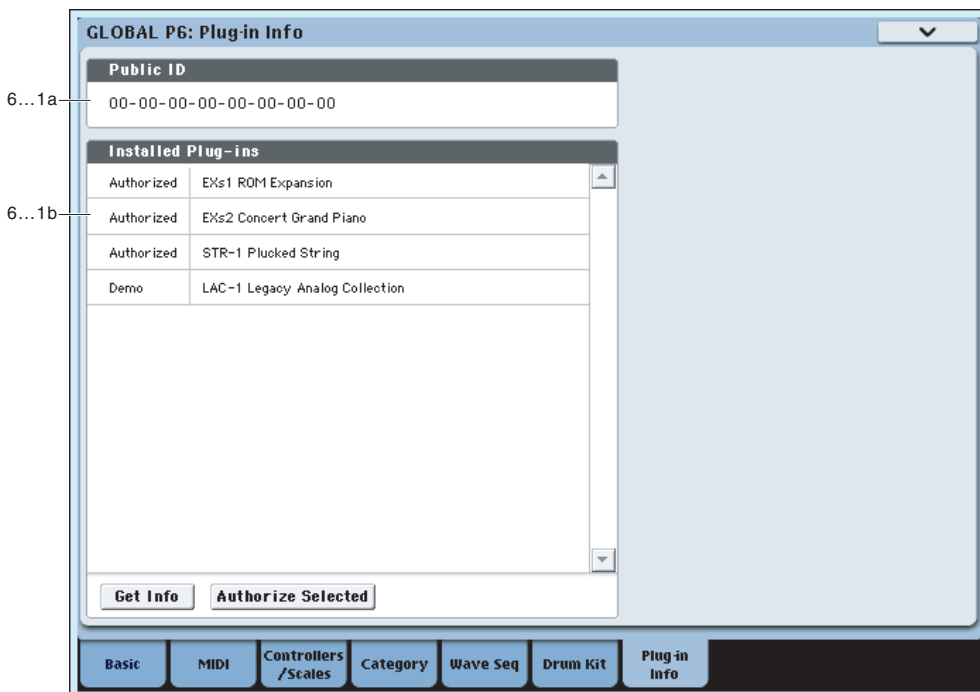 GLOBAL P6: Plug-in Info
Public ID
6…1a
00-00-00-00-00-00-00-00
Installed Plug-ins
Authorized EXs1 ROM Expansion
6…1b
Authorized EXs2 Concert Grand Piano
Authorized STR-1 Plucked String
Demo LAC-1 Legacy Analog Collection
Get Info Authorize Selected
Basic MIDI Controllers /Scales Category Wave Seq Drum Kit Plug-in Info